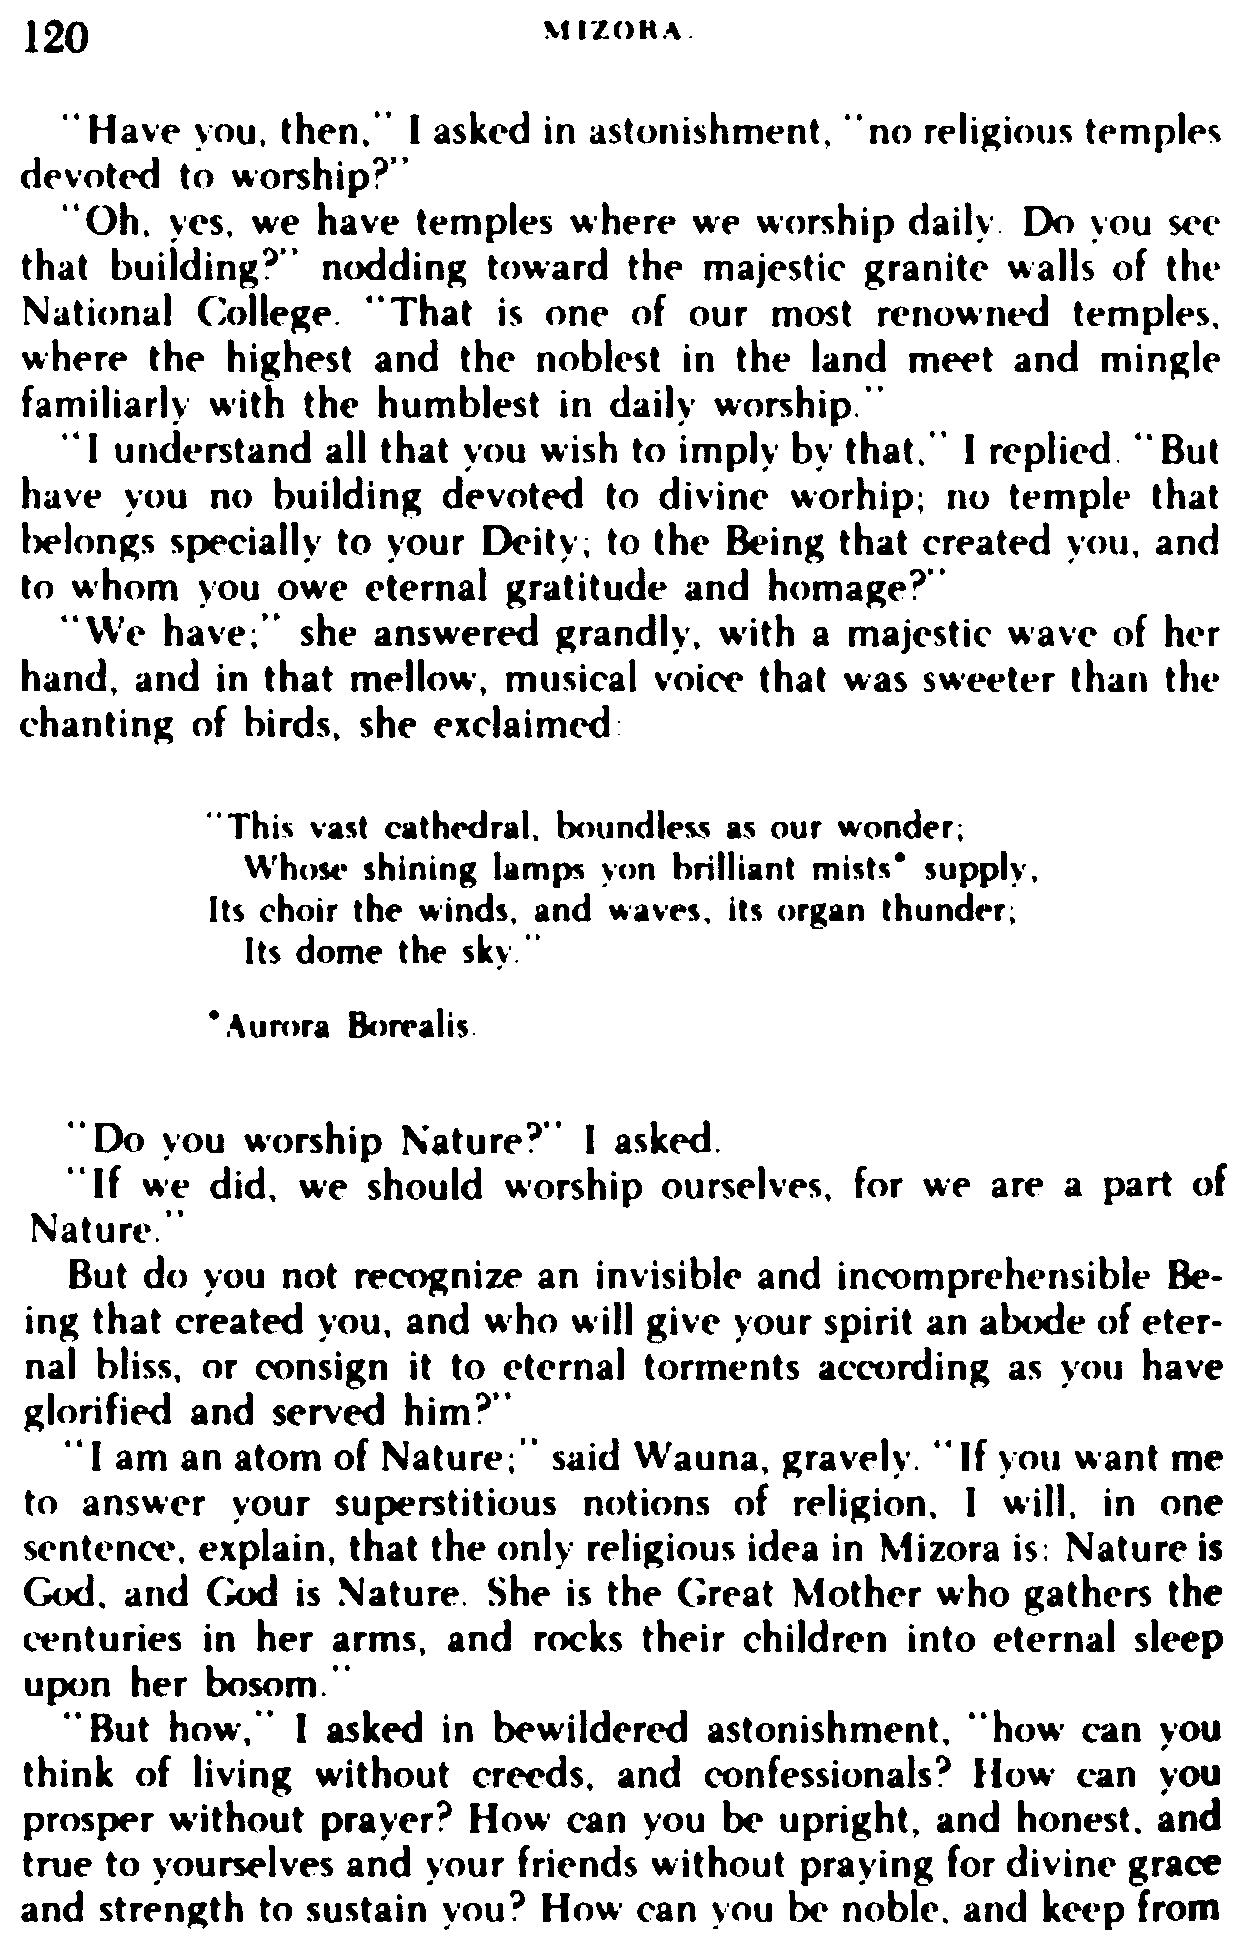 120 MIZORA.
"Have you, then," I asked in astonishment, "no religious temples
devoted to worship?"
"Oh, yes, we have temples where we worship daily. Do you see
that building?" nodding toward the majestic granite walls of the
National College. "That is one of our most renowned temples,
where the highest and the noblest in the land meet and mingle
familiarly with the humblest in daily worship."
"I understand all that you wish to imply by that," I replied. "But
have you no building devoted to divine worhip; no temple that
belongs specially to your Deity; to the Being that created you, and
to whom you owe eternal gratitude and homage?"
"We have;" she answered grandly, with a majestic wave of her
hand, and in that mellow, musical voice that was sweeter than the
chanting of birds, she exclaimed:
"This vast cathedral, boundless as our wonder;
Whose shining lamps yon brilliant mists* supply,
Its choir the winds, and waves, its organ thunder;
Its dome the sky."
*Aurora Borealis.
"Do you worship Nature?" I asked.
"If we did, we should worship ourselves, for we are a part of
Nature."
But do you not recognize an invisible and incomprehensible Be-
ing that created you, and who will give your spirit an abode of eter-
nal bliss, or consign it to eternal torments according as you have
glorified and served him?"
"I am an atom of Nature;" said Wauna, gravely. "If you want me
to answer your superstitious notions of religion, I will, in one
sentence, explain, that the only religious idea in Mizora is: Nature is
God, and God is Nature. She is the Great Mother who gathers the
centuries in her arms, and rocks their children into eternal sleep
upon her bosom."
"But how," I asked in bewildered astonishment, "how can you
think of living without creeds, and confessionals? How can you
prosper without prayer? How can you be upright, and honest, and
true to yourselves and your friends without praying for divine grace
and strength to sustain you? How can you be noble, and keep from